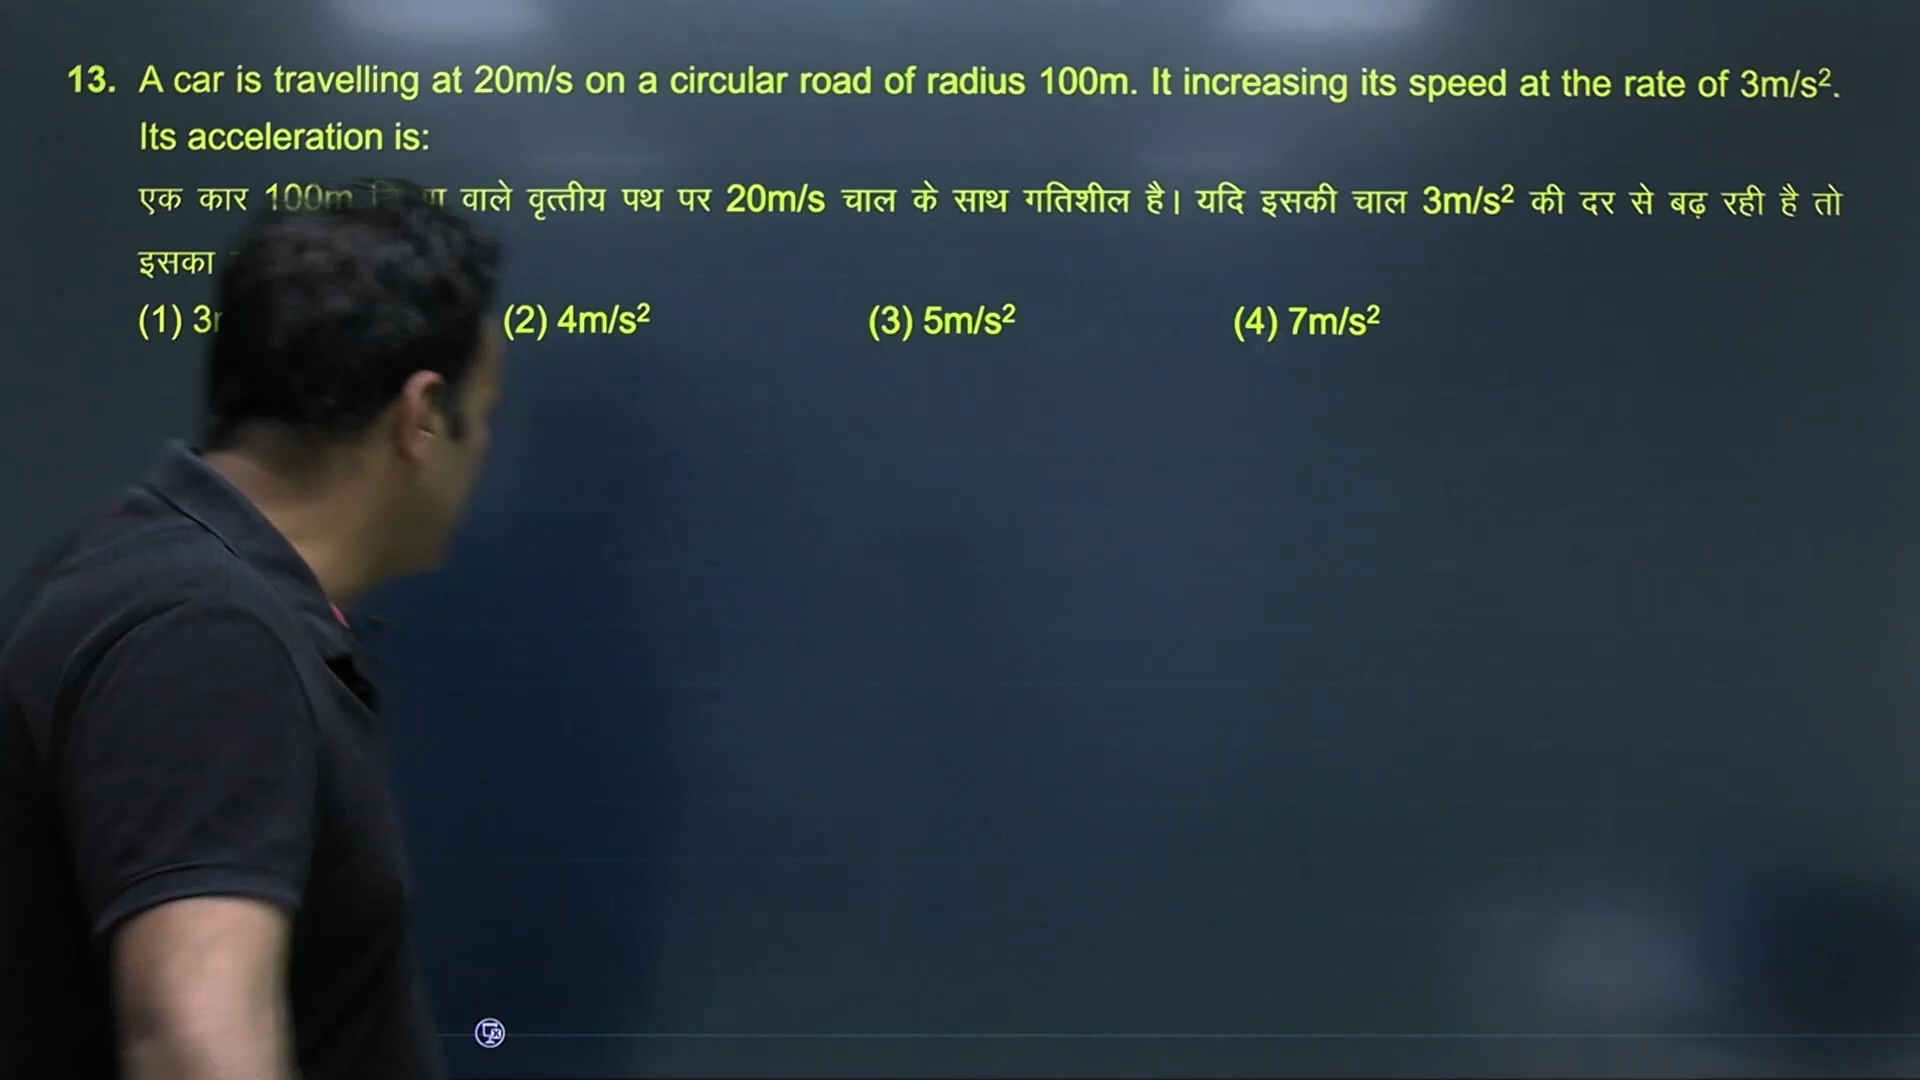 13. A car is travelling at 20m/s on a circular road of radius 100m. It increasing its speed at the rate of 3m/s².
Its acceleration is:
एक कार 100m वाले वृत्तीय पथ पर 20m/s चाल के साथ गतिशील है। यदि इसकी चाल 3m/s² की दर से बढ़ रही है तो
इसका
(1) (2) 4m/s² (3) 5m/s² (4) 7m/s²